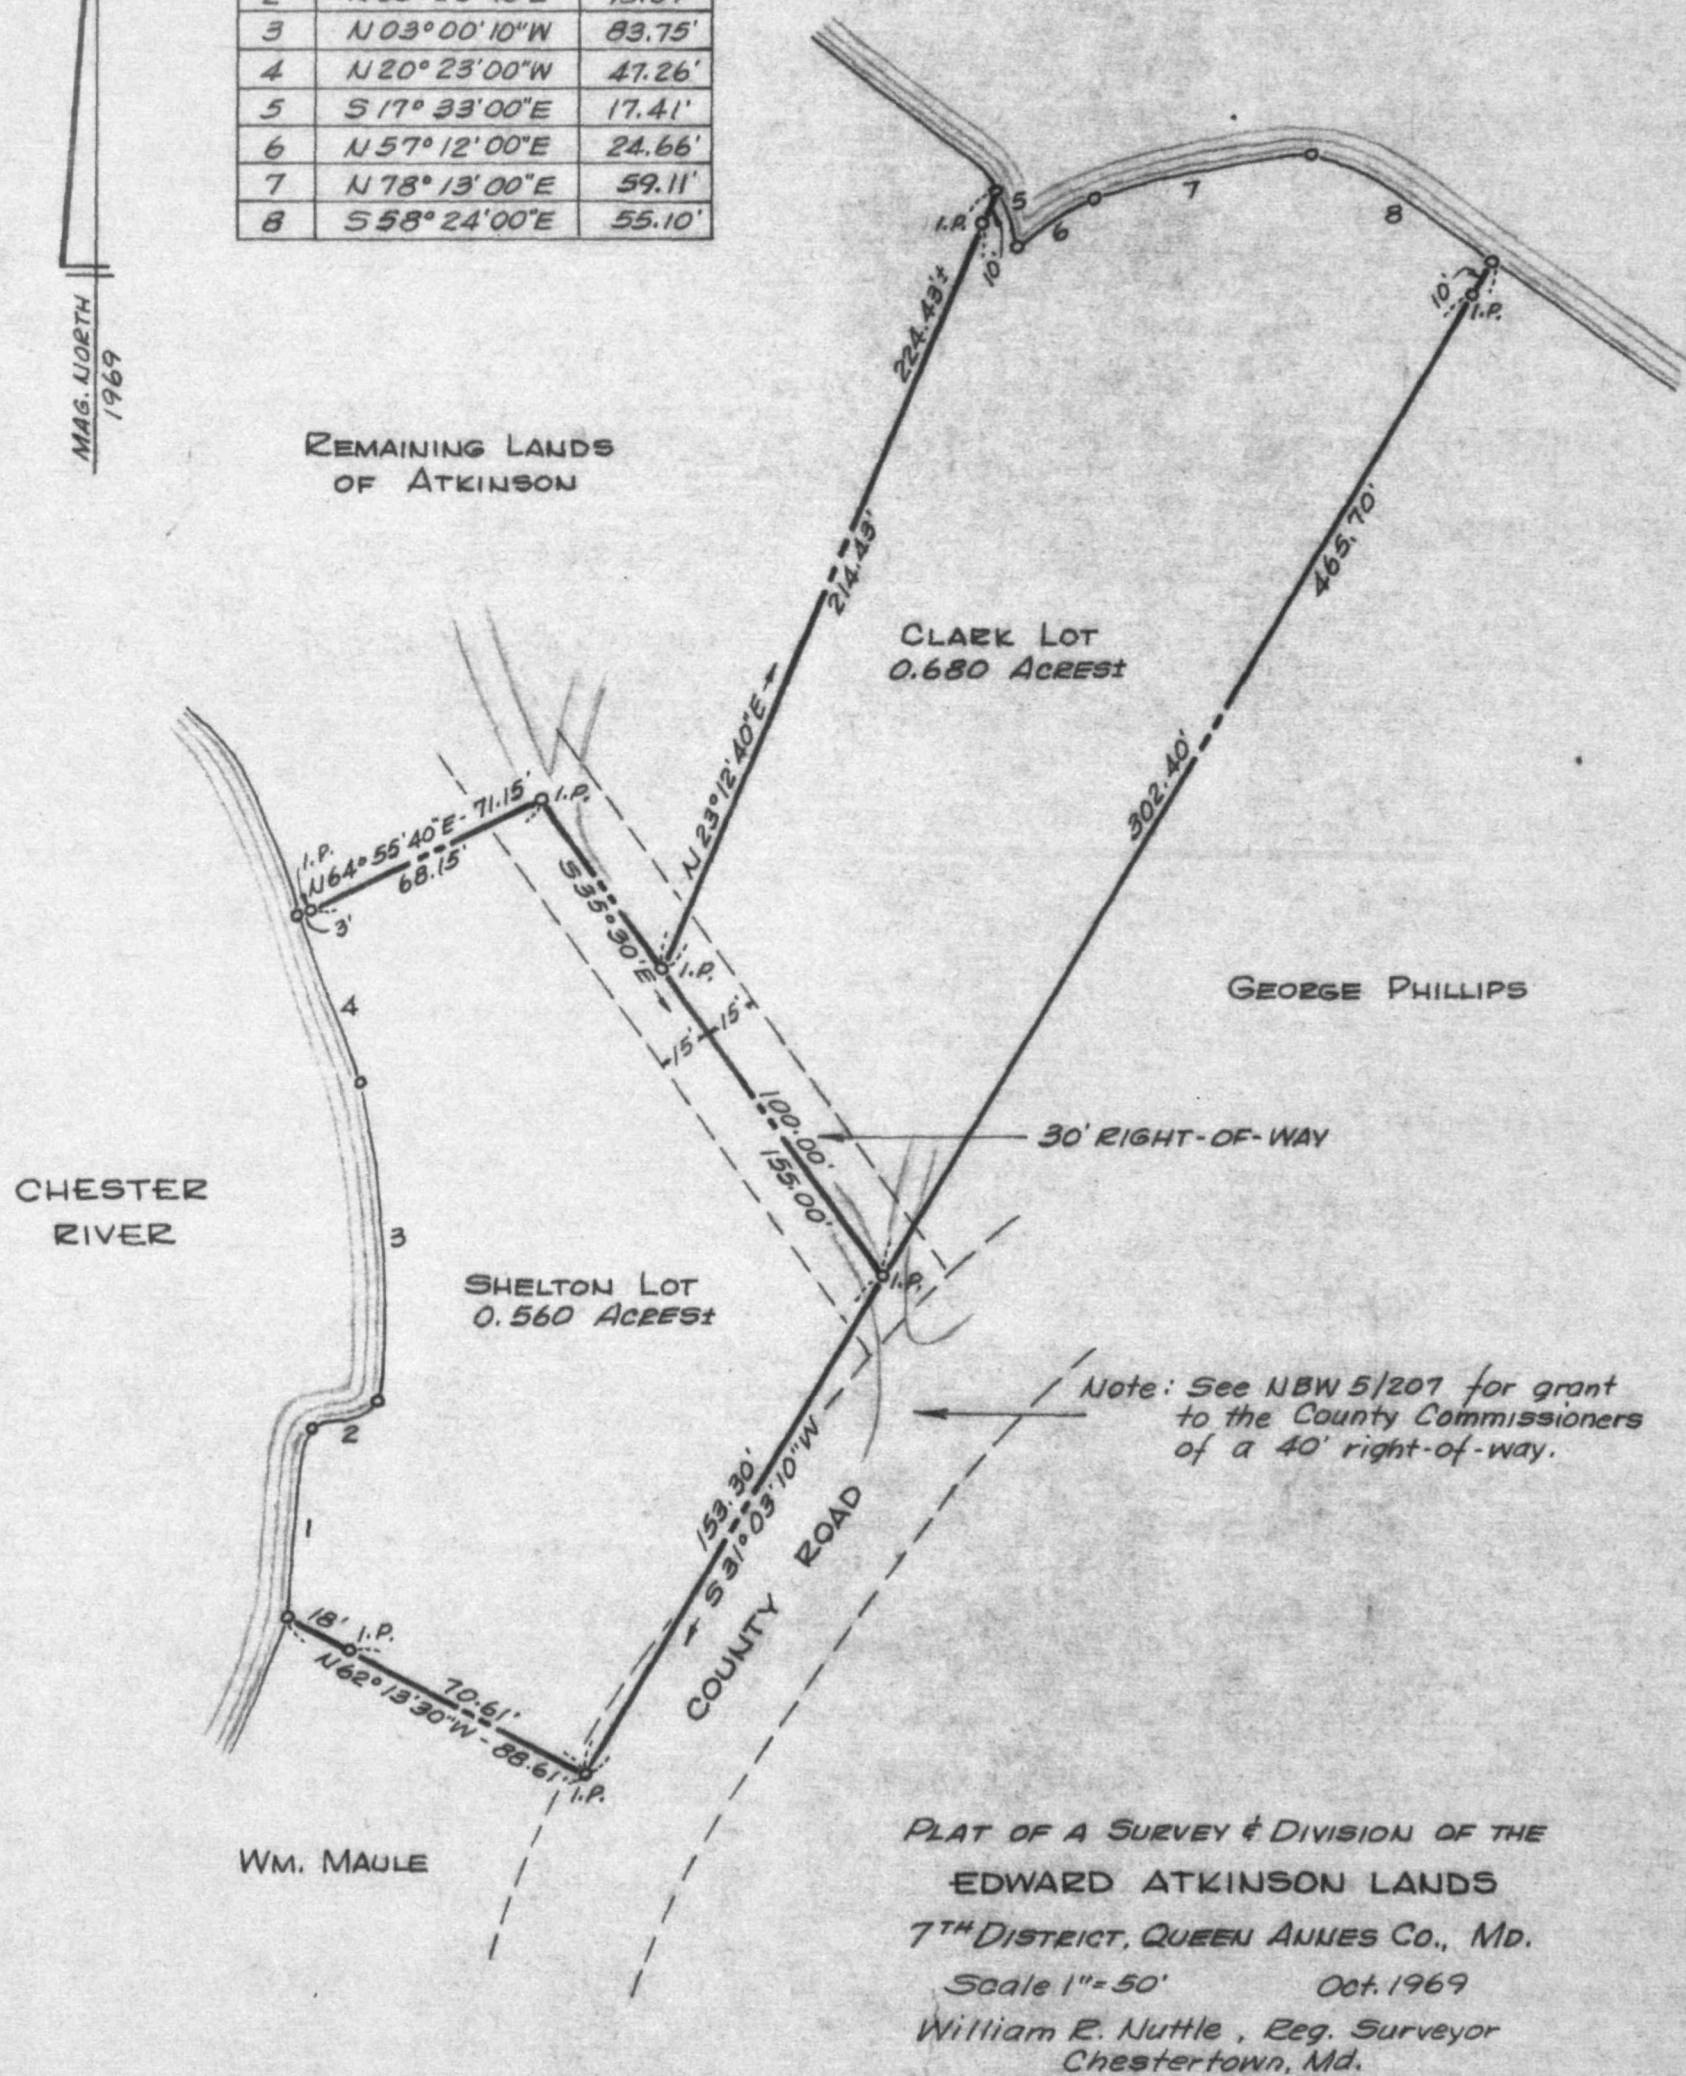 3 N03°00'10"W 83.75'
4 N20°23'00"W 47.26'
5 S17°33'00"E 17.41'
6 N57°12'00"E 24.66'
7 N78°13'00"E 59.11'
8 S58°24'00"E 55.10'
MAG. NORTH
1969
5
6
7
8
I.P.
10'
10'
I.P.
224.43'±
214.43'
N23°12'40"E
465.70'
302.40'
REMAINING LANDS
OF ATKINSON
CLARK LOT
0.680 ACRES±
I.P.
N64°55'40"E - 71.15'
68.15'
I.P.
3'
S35°30'E
I.P.
15' 15'
GEORGE PHILLIPS
4
100.00'
155.00'
30' RIGHT-OF-WAY
CHESTER
RIVER
3
SHELTON LOT
0.560 ACRES±
I.P.
Note: See NBW 5/207 for grant
to the County Commissioners
of a 40' right-of-way.
2
1
153.30'
S31°03'10"W
COUNTY ROAD
18' I.P.
70.61'
N62°13'30"W - 88.61'
I.P.
WM. MAULE
PLAT OF A SURVEY & DIVISION OF THE
EDWARD ATKINSON LANDS
7TH DISTRICT, QUEEN ANNES CO., MD.
Scale 1"=50' Oct. 1969
William R. Nuttle, Reg. Surveyor
Chestertown, Md.